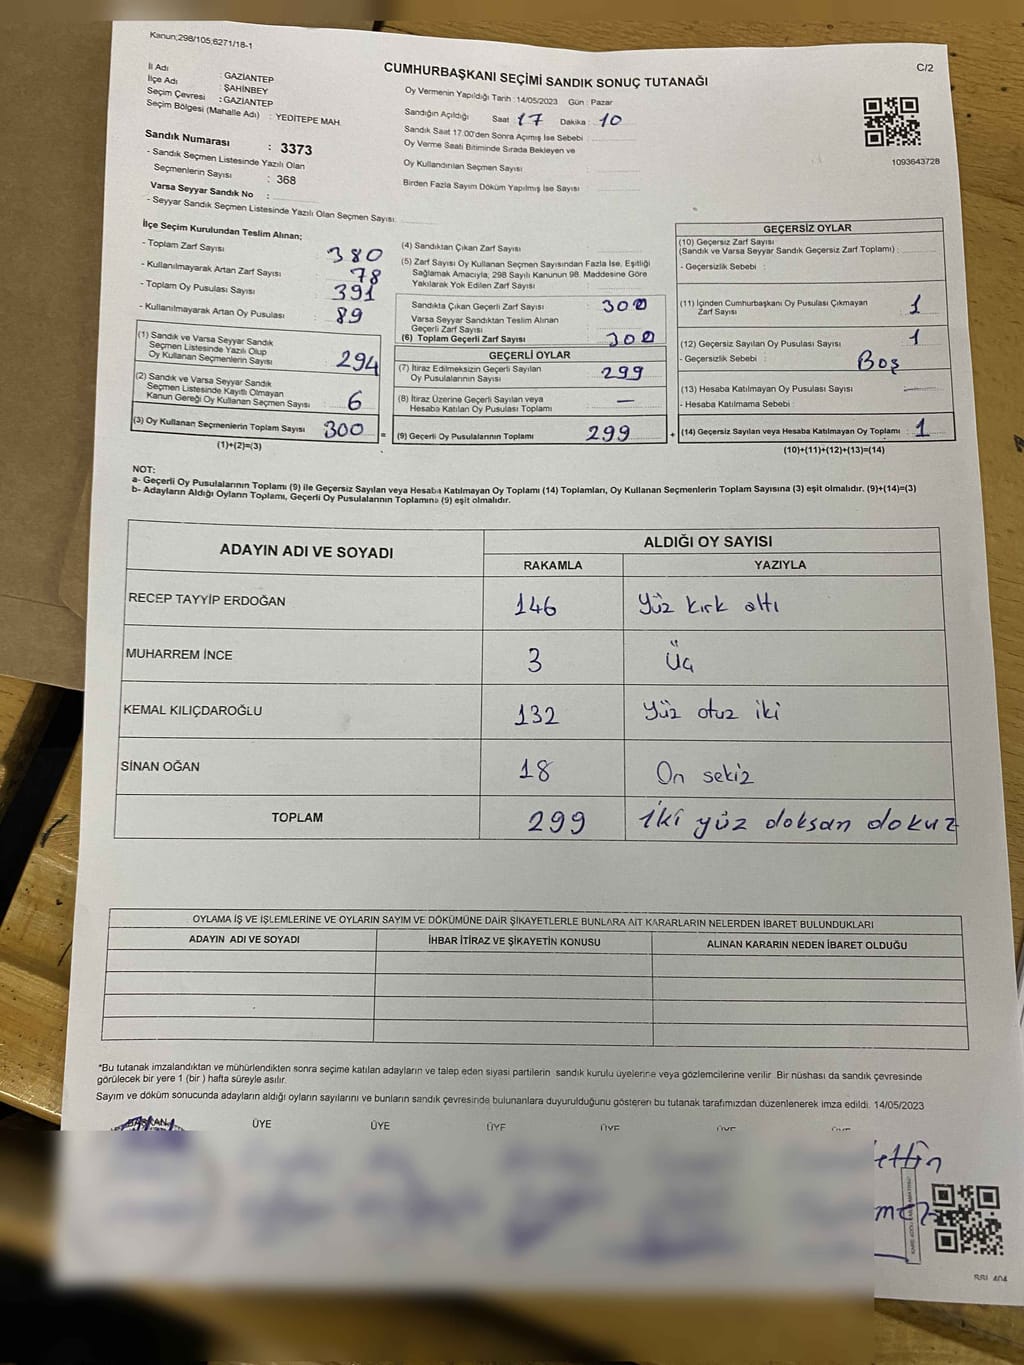 Kanun;298/105,6271/18-1
C/2
CUMHURBAŞKANI SEÇİMİ SANDIK SONUÇ TUTANAĞI
İl Adı : GAZİANTEP
İlçe Adı : ŞAHİNBEY
Seçim Çevresi : GAZİANTEP
Seçim Bölgesi (Mahalle Adı) : YEDİTEPE MAH.
Sandık Numarası : 3373
- Sandık Seçmen Listesinde Yazılı Olan
Seçmenlerin Sayısı : 368
Varsa Seyyar Sandık No :
- Seyyar Sandık Seçmen Listesinde Yazılı Olan Seçmen Sayısı:
Oy Vermenin Yapıldığı Tarih :14/05/2023 Gün : Pazar
Sandığın Açıldığı Saat : 17 Dakika : 10
Sandık Saat 17:00'den Sonra Açımış İse Sebebi :
Oy Verme Saati Bitiminde Sırada Bekleyen ve
Oy Kullandırılan Seçmen Sayısı :
Birden Fazla Sayım Döküm Yapılmış İse Sayısı
1093643728
İlçe Seçim Kurulundan Teslim Alınan;
- Toplam Zarf Sayısı : 380
- Kullanılmayarak Artan Zarf Sayısı : 78
- Toplam Oy Pusulası Sayısı : 391
- Kullanılmayarak Artan Oy Pusulası : 89
(1) Sandık ve Varsa Seyyar Sandık
Seçmen Listesinde Yazılı Olup
Oy Kullanan Seçmenlerin Sayısı : 294
(2) Sandık ve Varsa Seyyar Sandık
Seçmen Listesinde Kayıtlı Olmayan
Kanun Gereği Oy Kullanan Seçmen Sayısı : 6
(3) Oy Kullanan Seçmenlerin Toplam Sayısı : 300
(1)+(2)=(3)
(4) Sandıktan Çıkan Zarf Sayısı
(5) Zarf Sayısı Oy Kullanan Seçmen Sayısından Fazla İse, Eşitliği
Sağlamak Amacıyla; 298 Sayılı Kanunun 98. Maddesine Göre
Yakılarak Yok Edilen Zarf Sayısı :
Sandıkta Çıkan Geçerli Zarf Sayısı : 300
Varsa Seyyar Sandıktan Teslim Alınan
Geçerli Zarf Sayısı :
(6) Toplam Geçerli Zarf Sayısı : 300
GEÇERLİ OYLAR
(7) İtiraz Edilmeksizin Geçerli Sayılan
Oy Pusulalarının Sayısı : 299
(8) İtiraz Üzerine Geçerli Sayılan veya
Hesaba Katılan Oy Pusulası Toplamı : —
= (9) Geçerli Oy Pusulalarının Toplamı : 299
GEÇERSİZ OYLAR
(10) Geçersiz Zarf Sayısı
(Sandık ve Varsa Seyyar Sandık Geçersiz Zarf Toplamı) :
- Geçersizlik Sebebi :
(11) İçinden Cumhurbaşkanı Oy Pusulası Çıkmayan
Zarf Sayısı : 1
(12) Geçersiz Sayılan Oy Pusulası Sayısı : 1
- Geçersizlik Sebebi : Boş
(13) Hesaba Katılmayan Oy Pusulası Sayısı : —
- Hesaba Katılmama Sebebi :
+ (14) Geçersiz Sayılan veya Hesaba Katılmayan Oy Toplamı : 1
(10)+(11)+(12)+(13)=(14)
NOT:
a- Geçerli Oy Pusulalarının Toplamı (9) ile Geçersiz Sayılan veya Hesaba Katılmayan Oy Toplamı (14) Toplamları, Oy Kullanan Seçmenlerin Toplam Sayısına (3) eşit olmalıdır. (9)+(14)=(3)
b- Adayların Aldığı Oyların Toplamı, Geçerli Oy Pusulalarının Toplamına (9) eşit olmalıdır.
ADAYIN ADI VE SOYADI
ALDIĞI OY SAYISI
RAKAMLA YAZIYLA
RECEP TAYYİP ERDOĞAN 146 Yüz kırk altı
MUHARREM İNCE 3 Üç
KEMAL KILIÇDAROĞLU 132 Yüz otuz iki
SİNAN OĞAN 18 On sekiz
TOPLAM 299 İki yüz doksan dokuz
OYLAMA İŞ VE İŞLEMLERİNE VE OYLARIN SAYIM VE DÖKÜMÜNE DAİR ŞİKAYETLERLE BUNLARA AİT KARARLARIN NELERDEN İBARET BULUNDUKLARI
ADAYIN ADI VE SOYADI İHBAR İTİRAZ VE ŞİKAYETİN KONUSU ALINAN KARARIN NEDEN İBARET OLDUĞU
*Bu tutanak imzalandıktan ve mühürlendikten sonra seçime katılan adayların ve talep eden siyasi partilerin sandık kurulu üyelerine veya gözlemcilerine verilir. Bir nüshası da sandık çevresinde
görülecek bir yere 1 (bir ) hafta süreyle asılır.
Sayım ve döküm sonucunda adayların aldığı oyların sayılarını ve bunların sandık çevresinde bulunanlara duyurulduğunu gösteren bu tutanak tarafımızdan düzenlenerek imza edildi. 14/05/2023
BAŞKAN ÜYE ÜYE ÜYE ÜYE ÜYE ÜYE
ettin